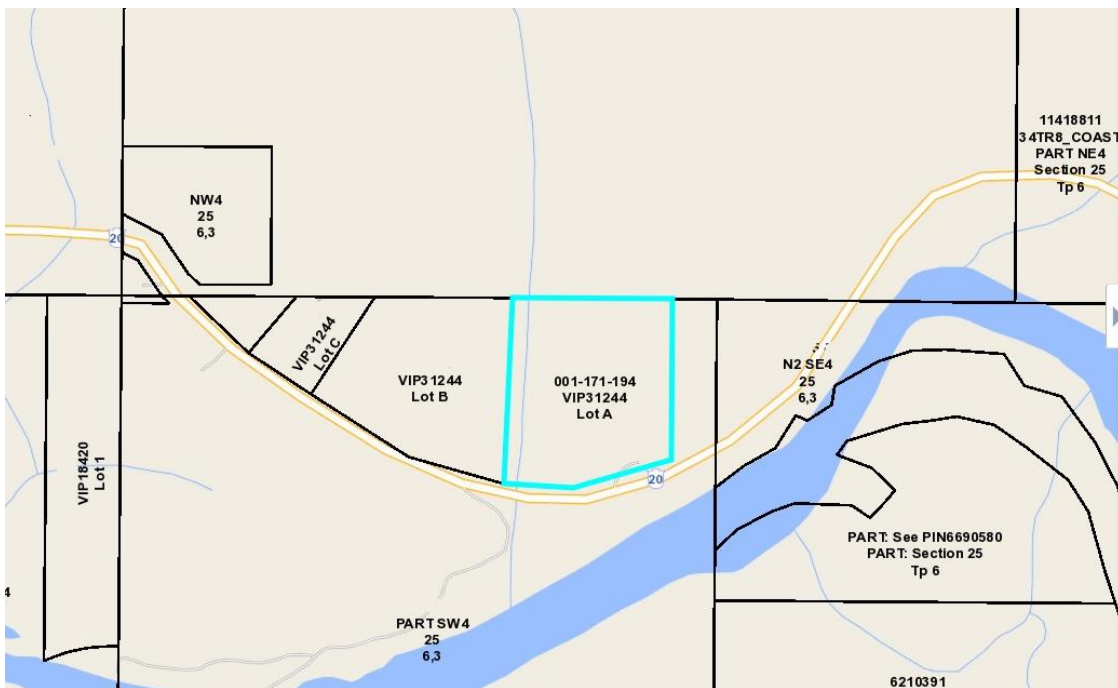 11418811
34TR8_COAST
PART NE4
Section 25
Tp 6
NW4
25
6,3
20
VIP31244
Lot C
VIP31244
Lot B
001-171-194
VIP31244
Lot A
N2 SE4
25
6,3
VIP18420
Lot 1
20
PART: See PIN6690580
PART: Section 25
Tp 6
4
PART SW4
25
6,3
6210391